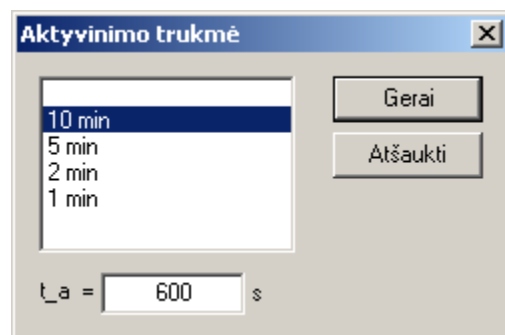 Aktyvinimo trukmė
10 min
5 min
2 min
1 min
Gerai
Atšaukti
t_a = 600 s